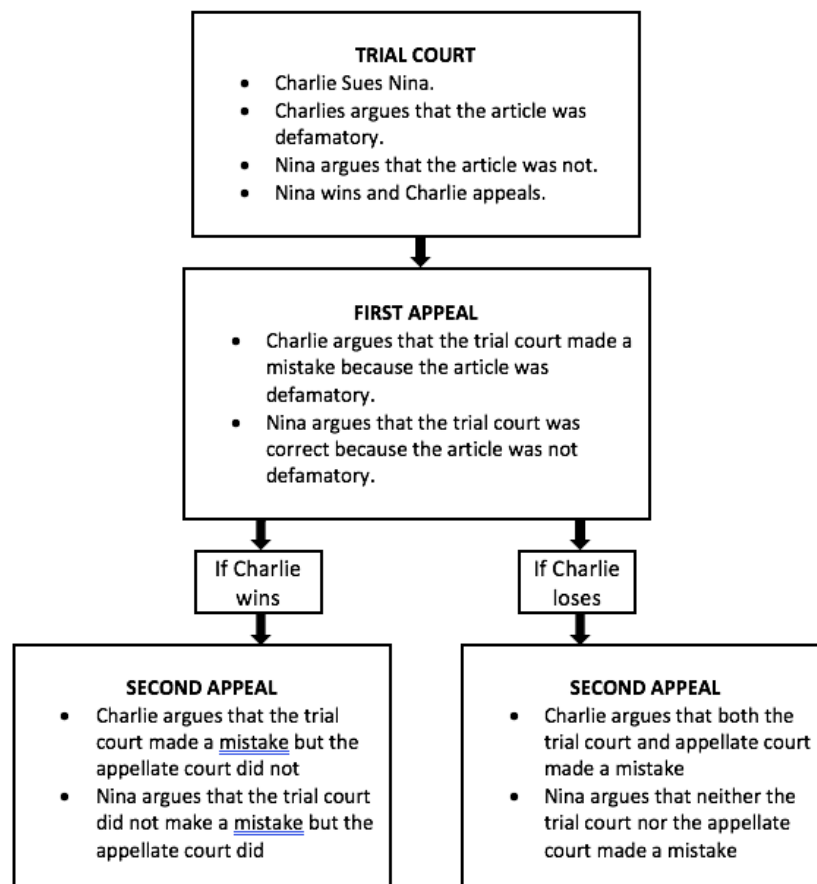 TRIAL COURT
• Charlie Sues Nina.
• Charlies argues that the article was
defamatory.
• Nina argues that the article was not.
• Nina wins and Charlie appeals.
FIRST APPEAL
• Charlie argues that the trial court made a
mistake because the article was
defamatory.
• Nina argues that the trial court was
correct because the article was not
defamatory.
If Charlie
wins
If Charlie
loses
SECOND APPEAL
• Charlie argues that the trial
court made a mistake but the
appellate court did not
• Nina argues that the trial court
did not make a mistake but the
appellate court did
SECOND APPEAL
• Charlie argues that both the
trial court and appellate court
made a mistake
• Nina argues that neither the
trial court nor the appellate
court made a mistake